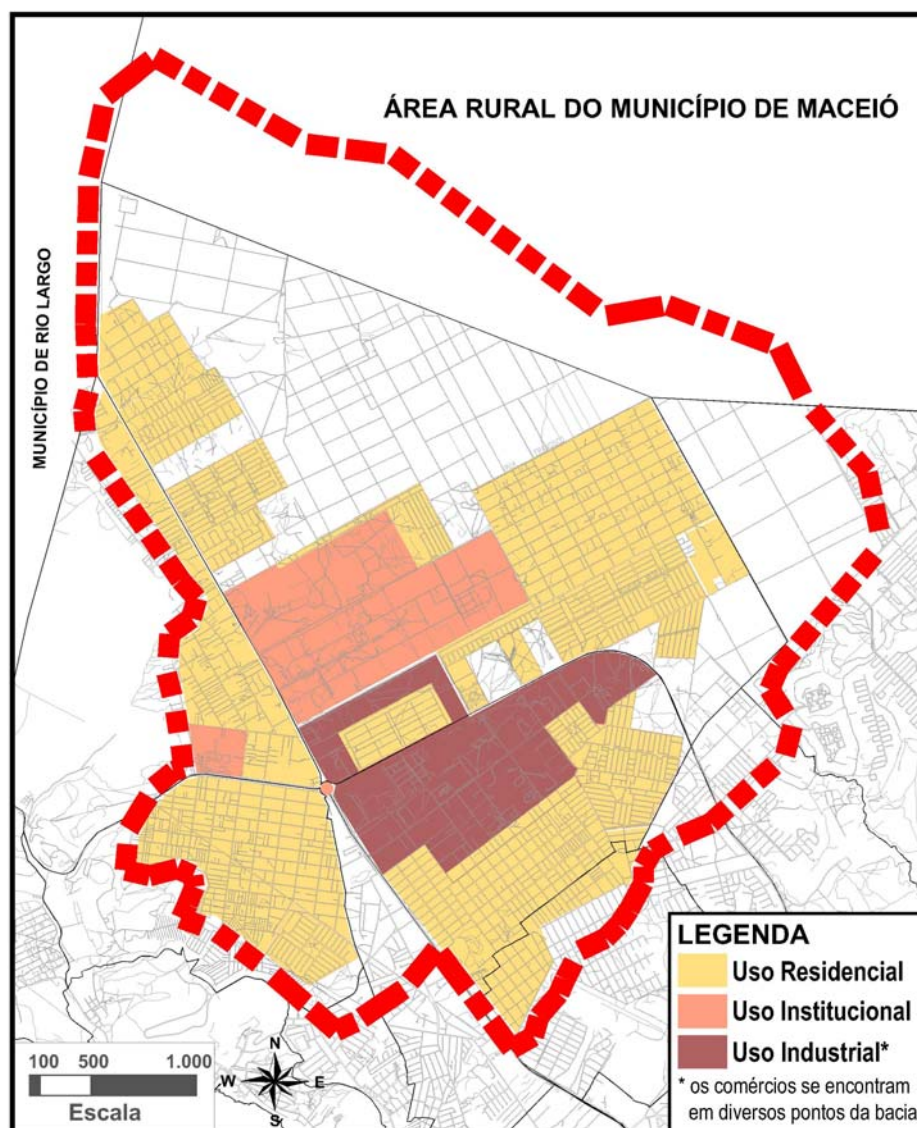 ÁREA RURAL DO MUNICÍPIO DE MACEIÓ
MUNICÍPIO DE RIO LARGO
LEGENDA
Uso Residencial
Uso Institucional
Uso Industrial*
* os comércios se encontram
em diversos pontos da bacia
100 500 1.000
Escala
N
W E
S